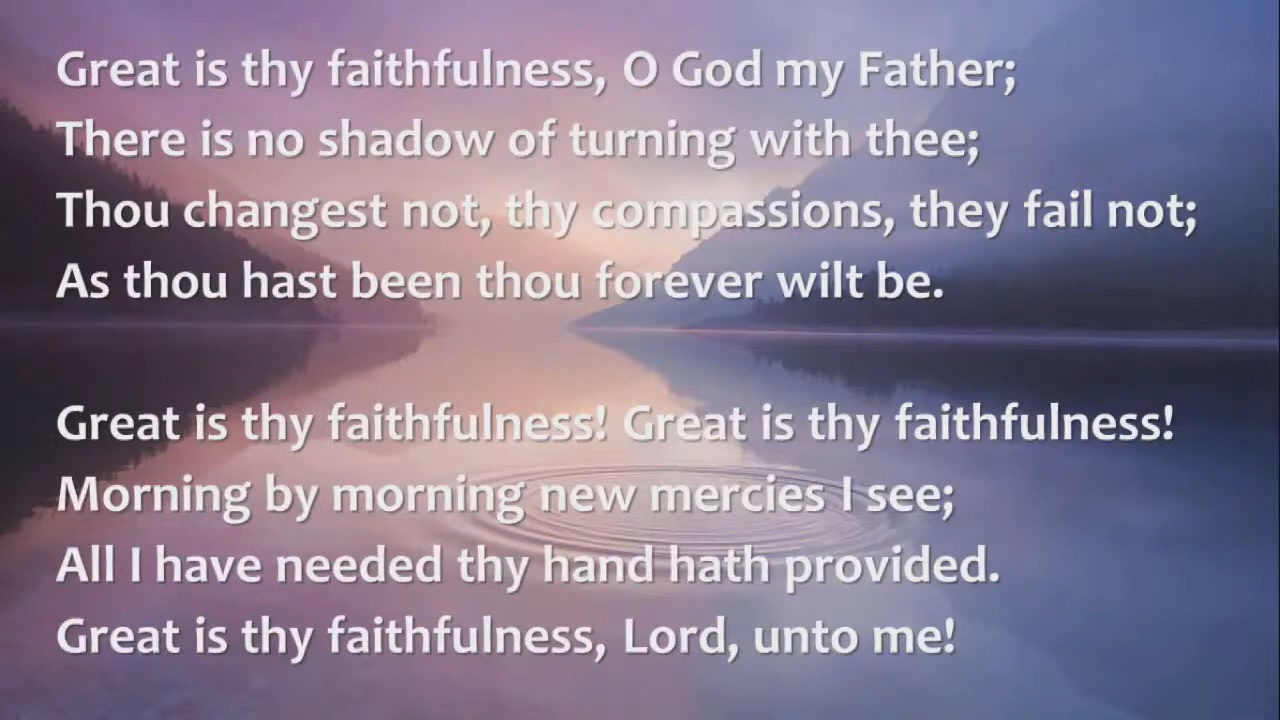 Great is thy faithfulness, O God my Father;
There is no shadow of turning with thee;
Thou changest not, thy compassions, they fail not;
As thou hast been thou forever wilt be.
Great is thy faithfulness! Great is thy faithfulness!
Morning by morning new mercies I see;
All I have needed thy hand hath provided.
Great is thy faithfulness, Lord, unto me!